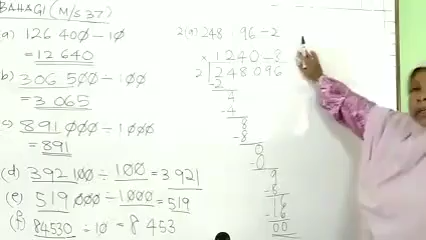 BAHAGI (M/S 37)
(a) 126 400 ÷ 10
= 12 640
b) 306 500 ÷ 100
= 3 065
c) 891 000 ÷ 1 000
= 891
(d) 392 100 ÷ 100 = 3 921
(e) 519 000 ÷ 1000 = 519
(f) 84530 ÷ 10 = 8 453
2(a) 248 096 ÷ 2
× 1240
2 248 096
2
4
-4
8
-8
0
-0
9
-8
16
-16
00